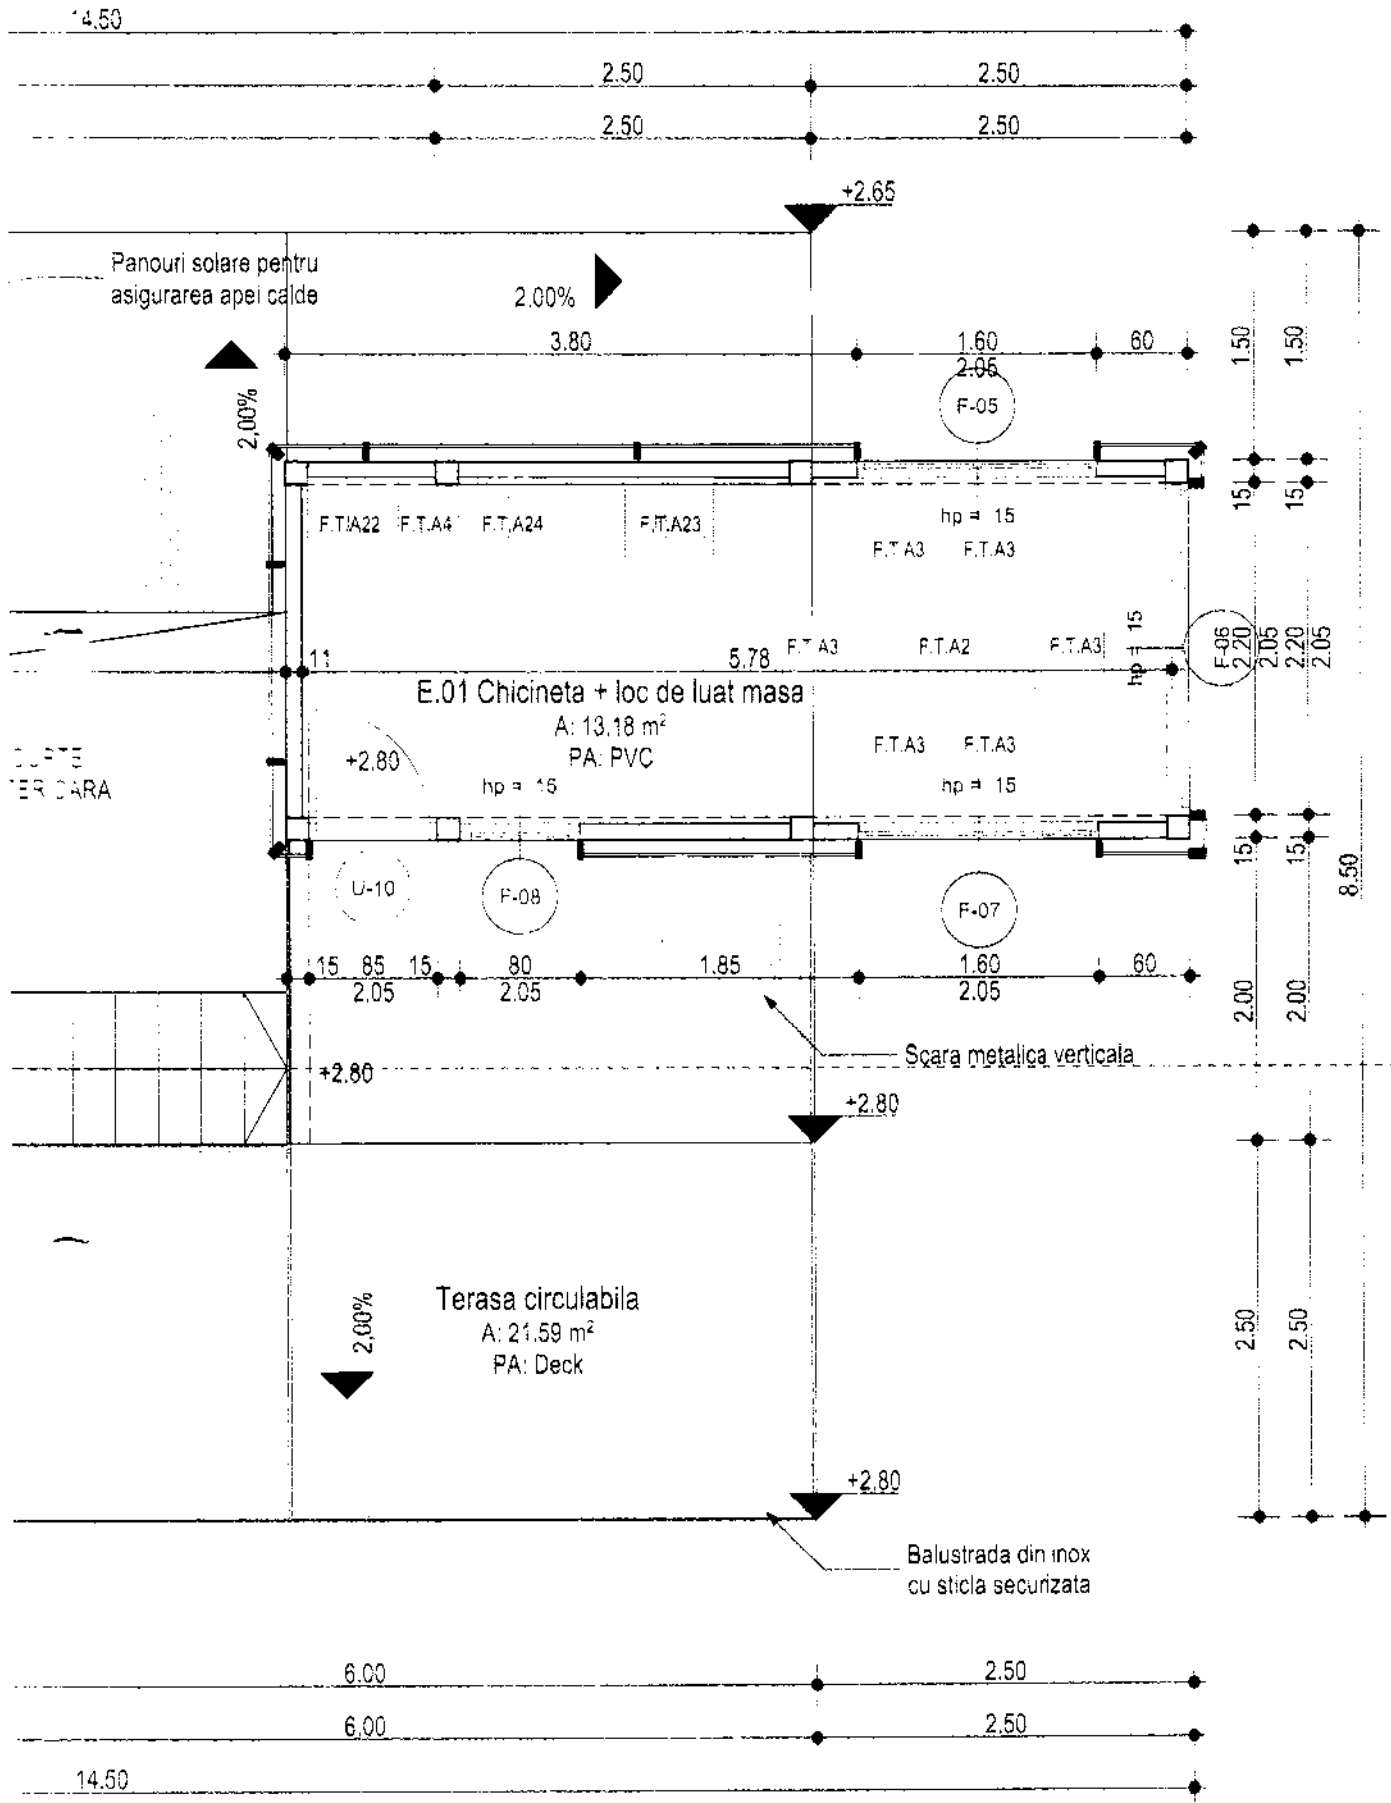 14.50
2.50 2.50
2.50 2.50
+2.65
Panouri solare pentru
asigurarea apei calde
2.00%
3.80 1.60 60
2.05
F-05
2,00%
1.50 1.50
15 15
F.T.A22 F.T.A4 F.T.A24 F.T.A23
hp = 15
F.T.A3 F.T.A3
F.T.A3 F.T.A2 F.T.A3
hp = 15
F-06
2.20 2.05 2.20 2.05
11 5.78
E.01 Chicineta + loc de luat masa
A: 13.18 m²
PA: PVC
F.T.A3 F.T.A3
+2.80
hp = 15 hp = 15
15 15
8.50
U-10 F-08 F-07
15 85 15 80 1.85 1.60 60
2.05 2.05 2.05
2.00 2.00
Scara metalica verticala
+2.80
+2.80
Terasa circulabila
A: 21.59 m²
PA: Deck
2,00%
2.50 2.50
+2.80
Balustrada din inox
cu sticla securizata
6.00 2.50
6.00 2.50
14.50